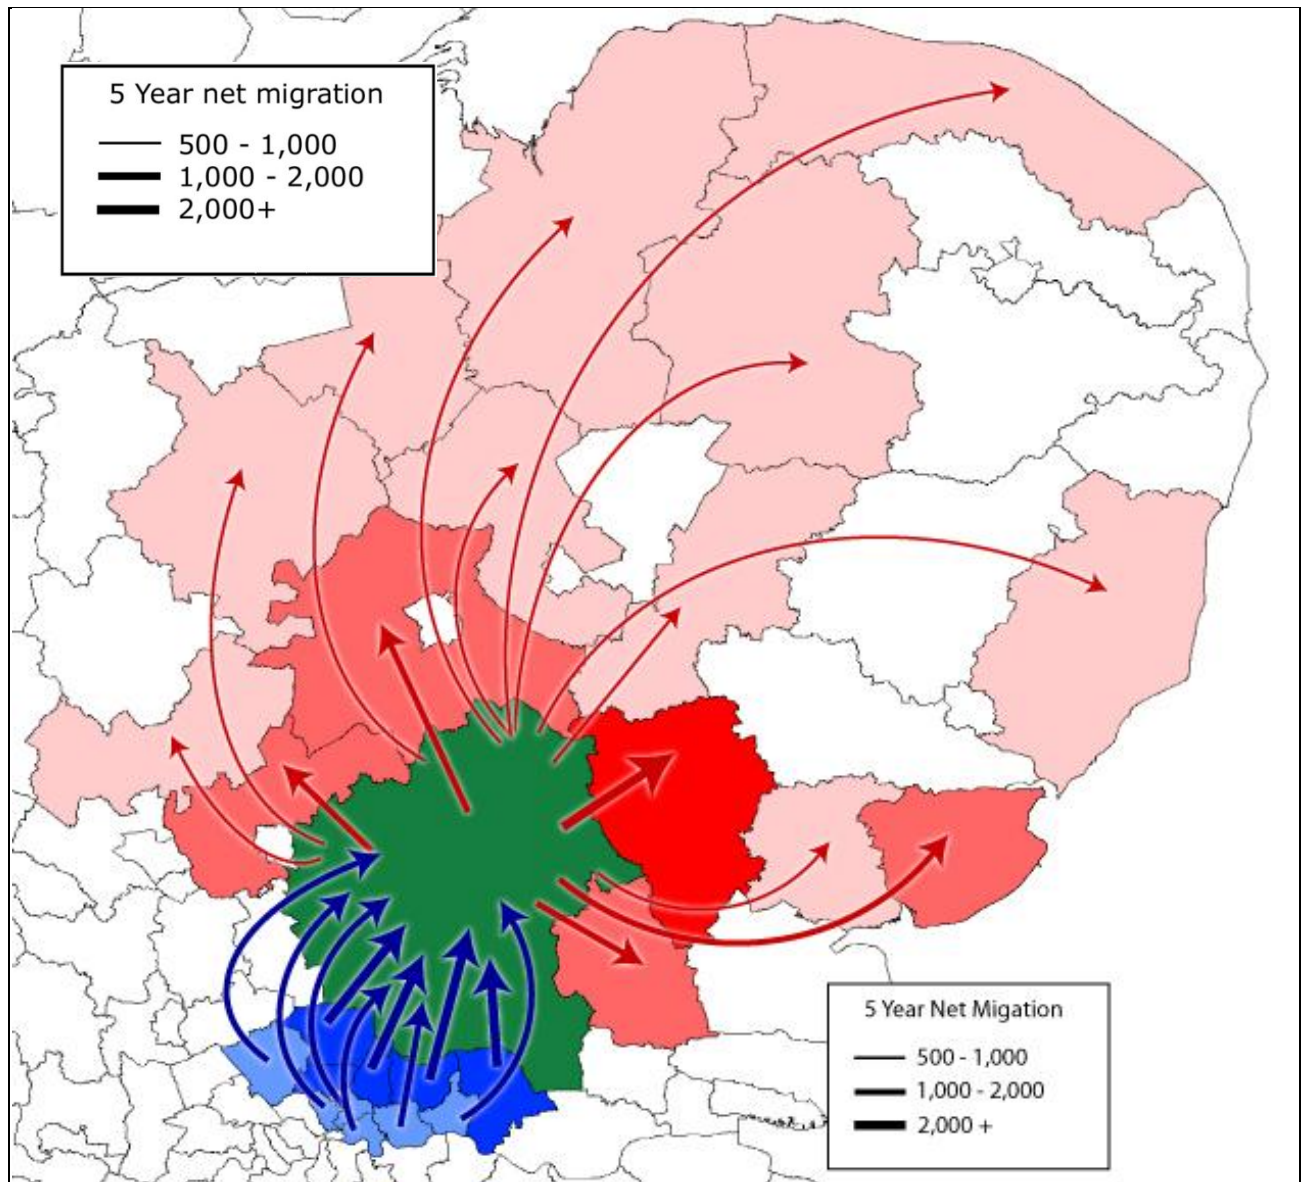 5 Year net migration
500 - 1,000
1,000 - 2,000
2,000+
5 Year Net Migation
500 - 1,000
1,000 - 2,000
2,000 +